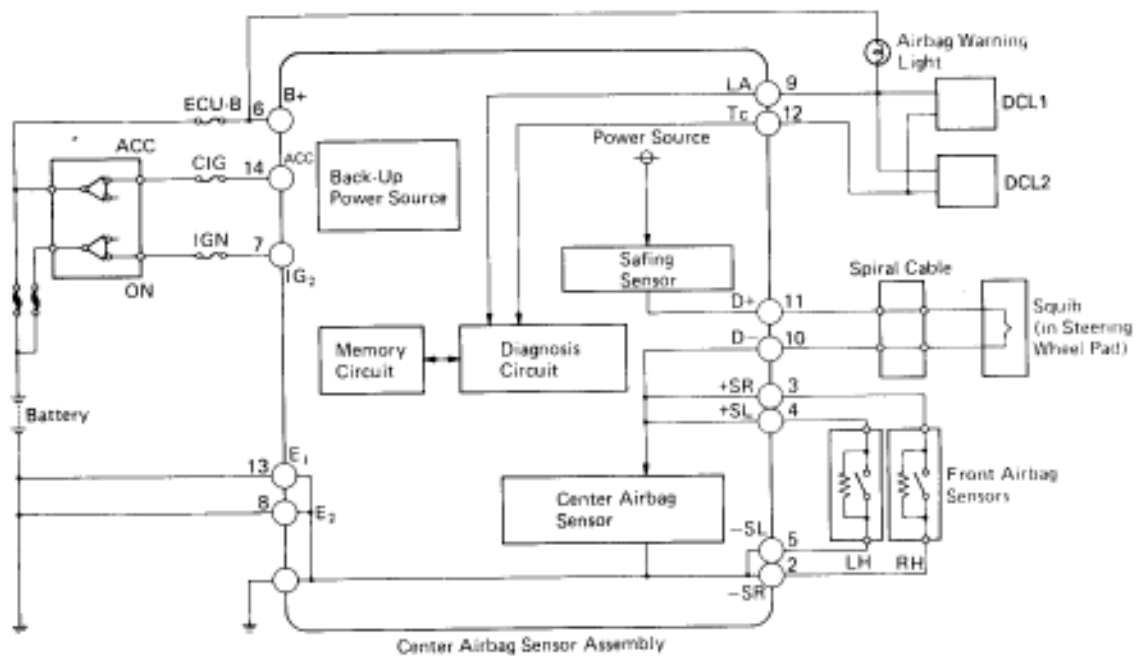 Airbag Warning
Light
ECU-B
6
B+
LA
9
DCL1
Tc
12
ACC
CIG
14
ACC
Back-Up
Power Source
Power Source
DCL2
IGN
7
IG2
ON
Safing
Sensor
Spiral Cable
D+
11
Squib
(in Steering
Wheel Pad)
D-
10
Memory
Circuit
Diagnosis
Circuit
+SR
3
+SL
4
Battery
13
E1
8
E2
Center Airbag
Sensor
Front Airbag
Sensors
-SL
5
LH
RH
2
-SR
Center Airbag Sensor Assembly